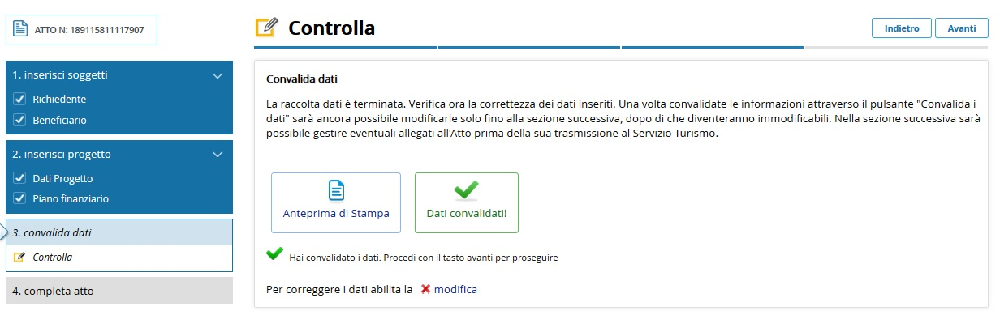 ATTO N: 189115811117907
Controlla
Indietro
Avanti
1. inserisci soggetti
Richiedente
Beneficiario
2. inserisci progetto
Dati Progetto
Piano finanziario
3. convalida dati
Controlla
4. completa atto
Convalida dati
La raccolta dati è terminata. Verifica ora la correttezza dei dati inseriti. Una volta convalidate le informazioni attraverso il pulsante "Convalida i
dati" sarà ancora possibile modificarle solo fino alla sezione successiva, dopo di che diventeranno immodificabili. Nella sezione successiva sarà
possibile gestire eventuali allegati all'Atto prima della sua trasmissione al Servizio Turismo.
Anteprima di Stampa
Dati convalidati!
Hai convalidato i dati. Procedi con il tasto avanti per proseguire
Per correggere i dati abilita la modifica